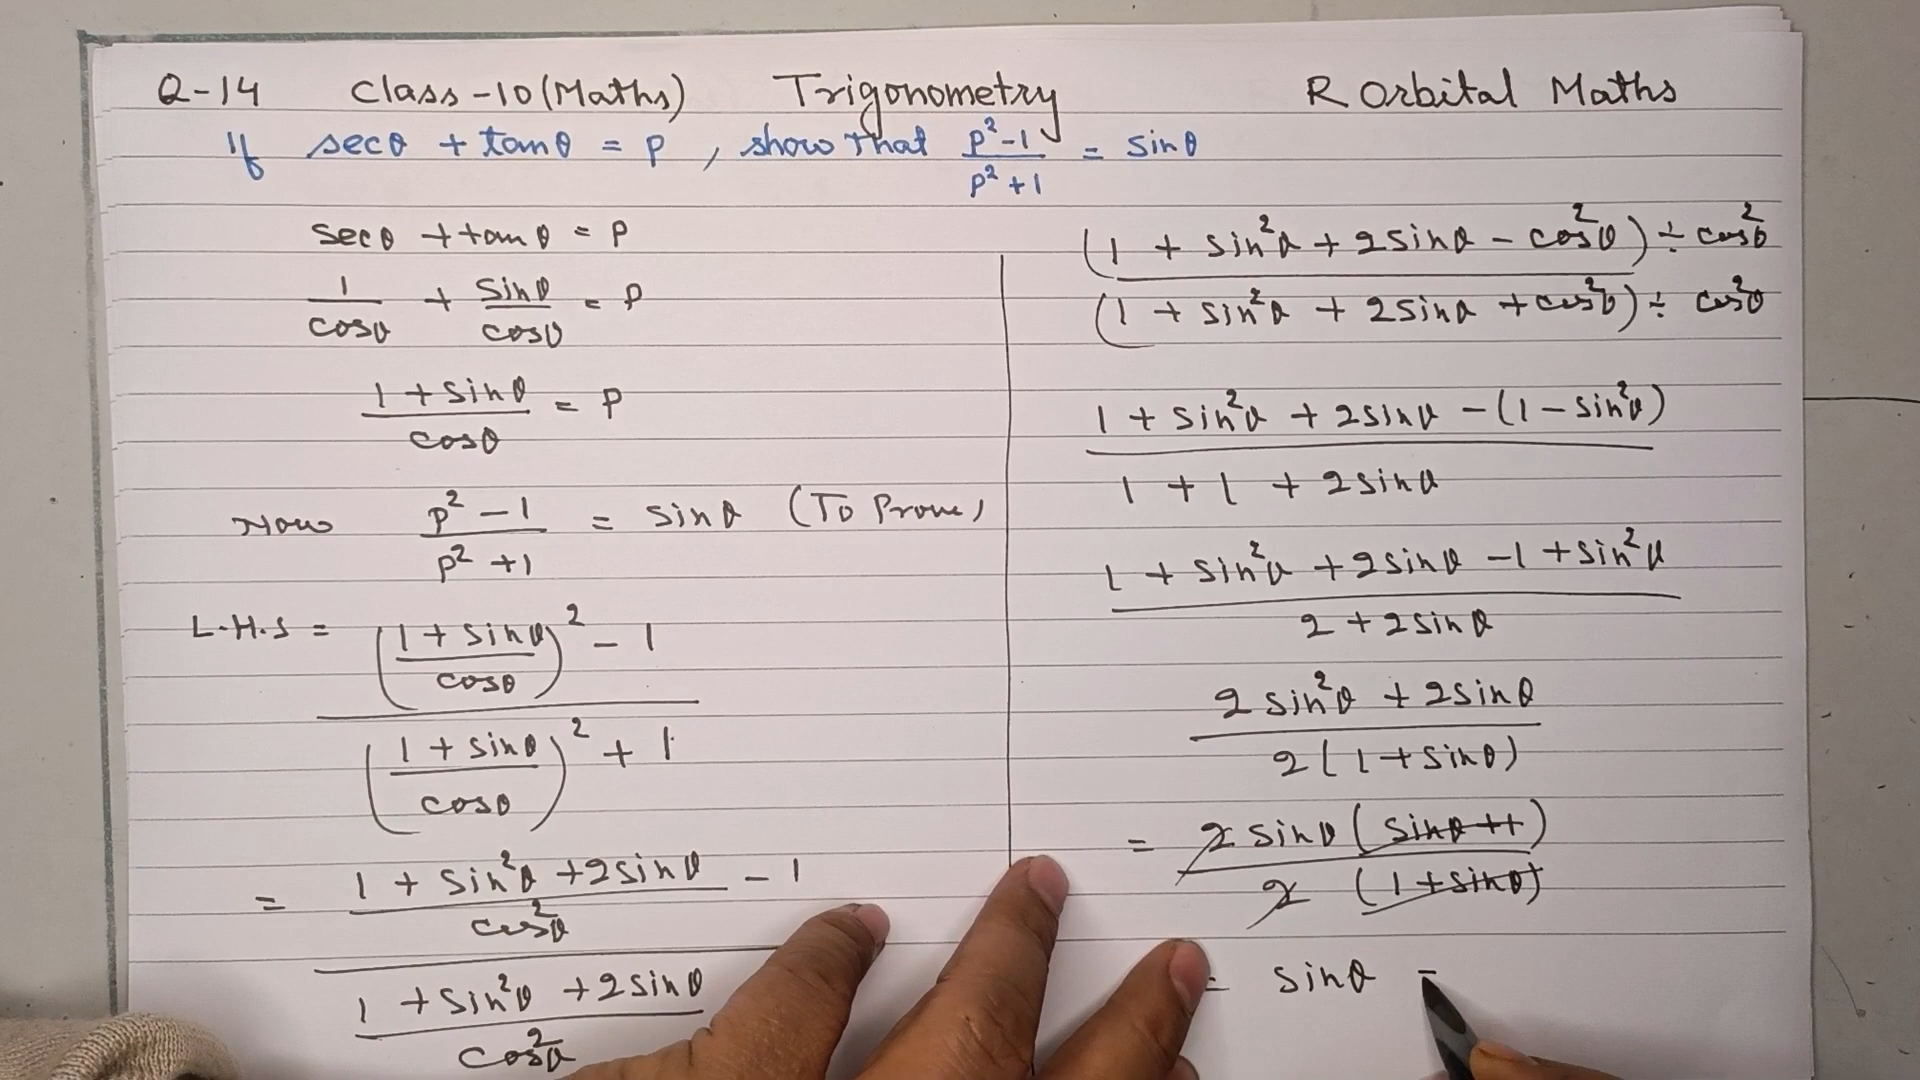 Q-14 Class-10(Maths) Trigonometry R Orbital Maths
If secθ + tanθ = P , show that (P²-1)/(P²+1) = sinθ
secθ + tanθ = P
1/cosθ + sinθ/cosθ = P
(1 + sinθ)/cosθ = P
Now (P² - 1)/(P² + 1) = sinθ (To Prove)
L.H.S = (((1 + sinθ)/cosθ)² - 1)/(((1 + sinθ)/cosθ)² + 1)
= ((1 + sin²θ + 2sinθ)/cos²θ - 1)/((1 + sin²θ + 2sinθ)/cos²θ
((1 + sin²θ + 2sinθ - cos²θ) ÷ cos²θ)/((1 + sin²θ + 2sinθ + cos²θ) ÷ cos²θ)
(1 + sin²θ + 2sinθ - (1 - sin²θ))/(1 + 1 + 2sinθ)
(1 + sin²θ + 2sinθ - 1 + sin²θ)/(2 + 2sinθ)
(2sin²θ + 2sinθ)/(2(1 + sinθ))
= (2sinθ(sinθ+1))/(2(1+sinθ))
= sinθ =